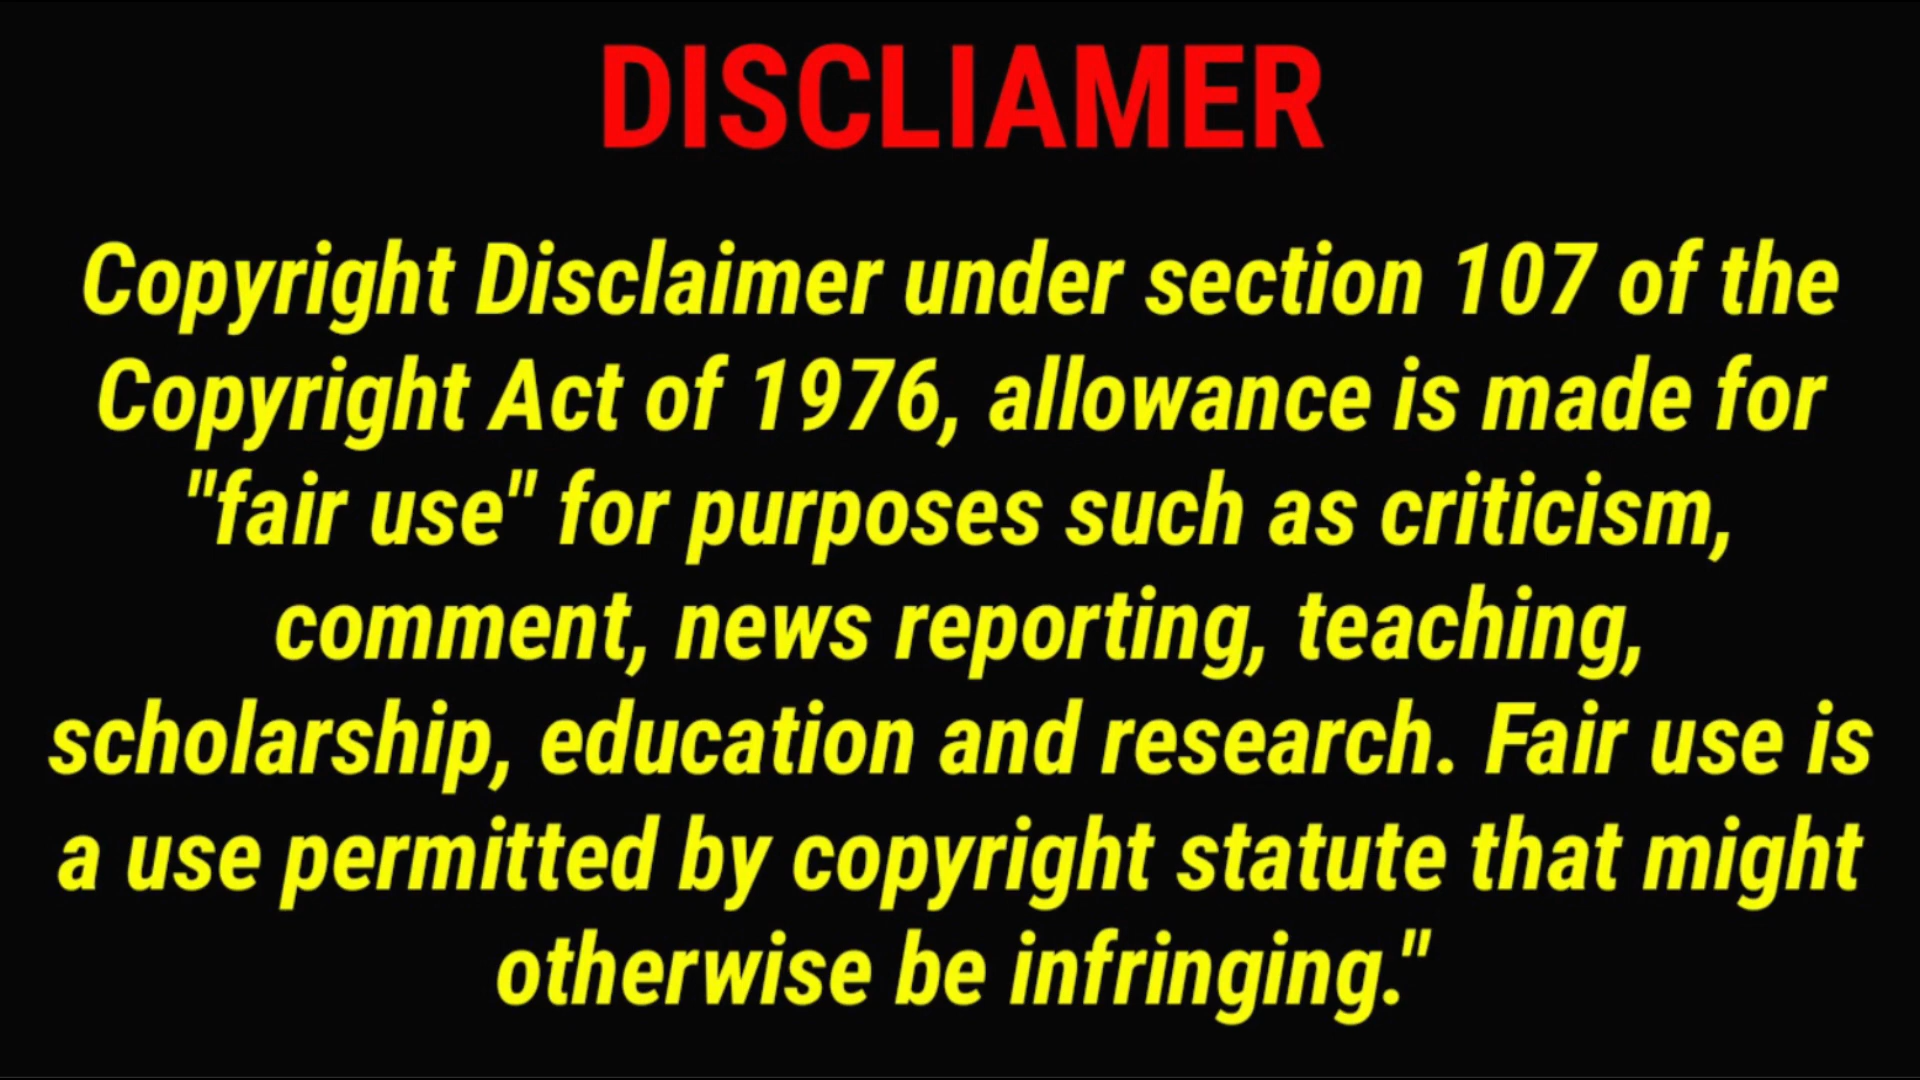 DISCLIAMER
Copyright Disclaimer under section 107 of the
Copyright Act of 1976, allowance is made for
"fair use" for purposes such as criticism,
comment, news reporting, teaching,
scholarship, education and research. Fair use is
a use permitted by copyright statute that might
otherwise be infringing."